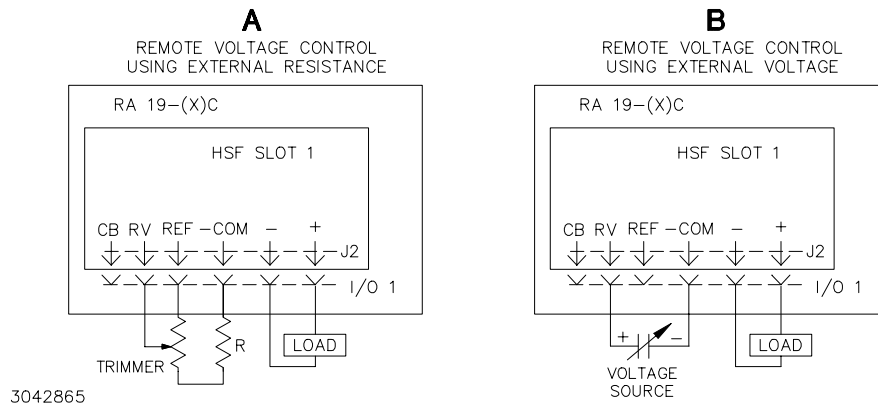 A
REMOTE VOLTAGE CONTROL
USING EXTERNAL RESISTANCE
RA 19-(X)C
HSF SLOT 1
CB RV REF -COM - +
J2
I/O 1
TRIMMER
R
LOAD
B
REMOTE VOLTAGE CONTROL
USING EXTERNAL VOLTAGE
RA 19-(X)C
HSF SLOT 1
CB RV REF -COM - +
J2
I/O 1
+ -
VOLTAGE
SOURCE
LOAD
3042865